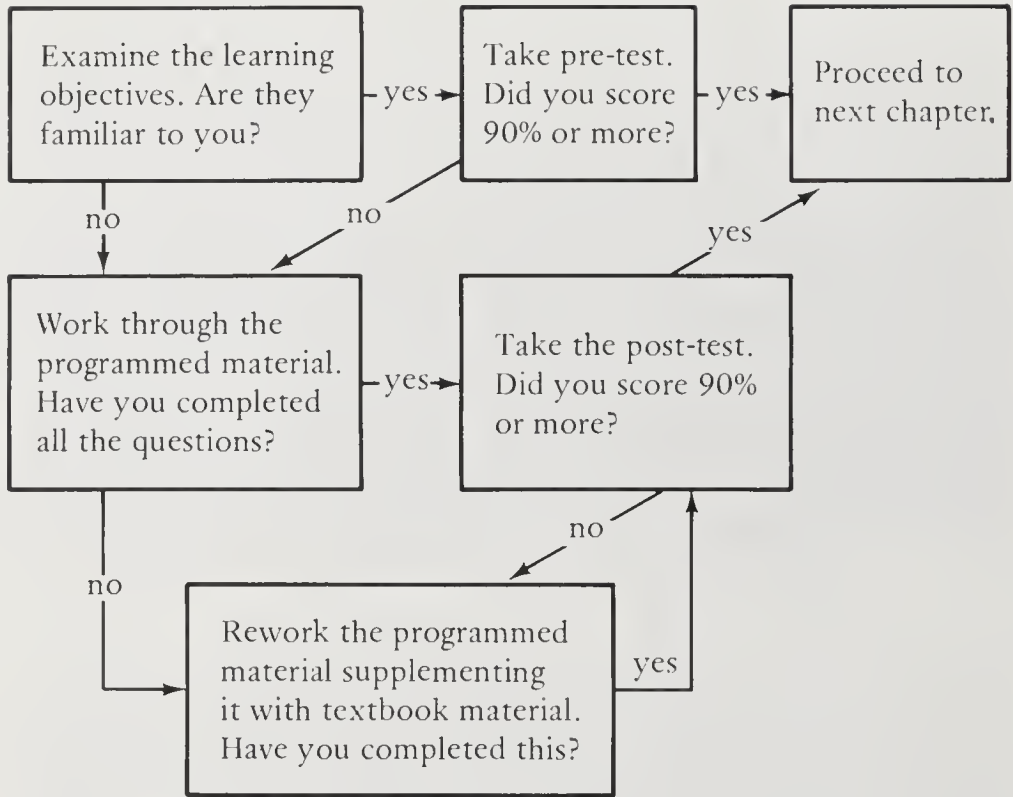 Examine the learning
objectives. Are they
familiar to you?
yes
Take pre-test.
Did you score
90% or more?
yes
Proceed to
next chapter.
no
no
yes
Work through the
programmed material.
Have you completed
all the questions?
yes
Take the post-test.
Did you score 90%
or more?
no
no
Rework the programmed
material supplementing
it with textbook material.
Have you completed this?
yes